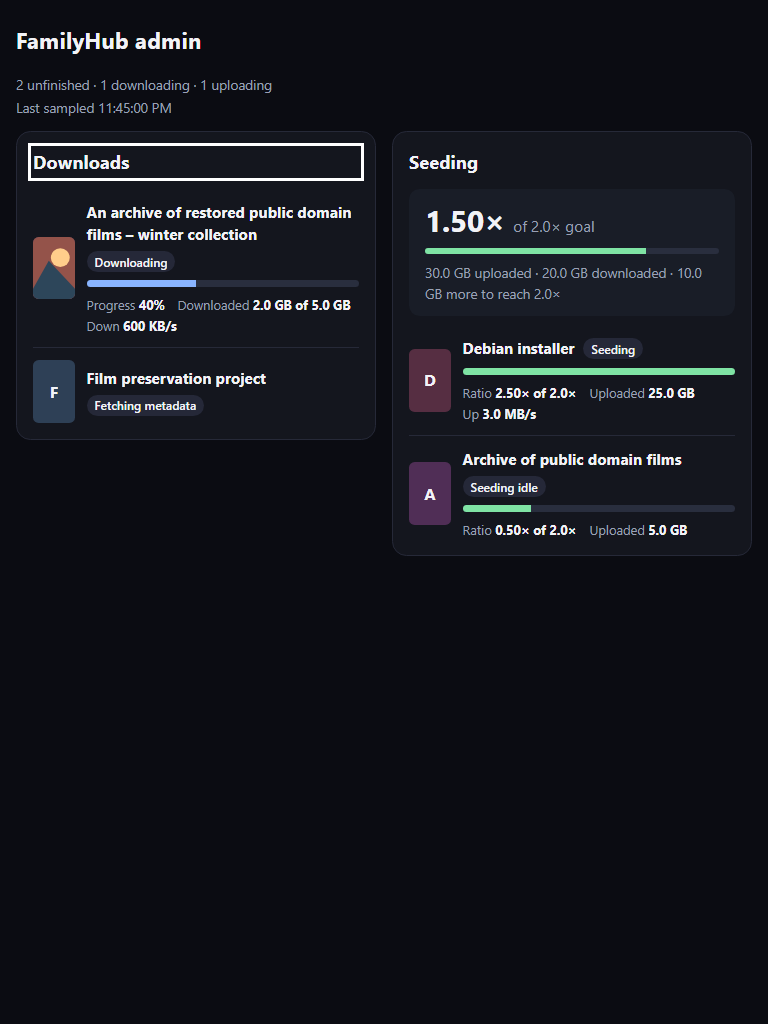 FamilyHub admin
2 unfinished · 1 downloading · 1 uploading
Last sampled 11:45:00 PM
Downloads
An archive of restored public domain
films – winter collection
Downloading
Progress 40% Downloaded 2.0 GB of 5.0 GB
Down 600 KB/s
F
Film preservation project
Fetching metadata
Seeding
1.50× of 2.0× goal
30.0 GB uploaded · 20.0 GB downloaded · 10.0
GB more to reach 2.0×
D
Debian installer Seeding
Ratio 2.50× of 2.0× Uploaded 25.0 GB
Up 3.0 MB/s
A
Archive of public domain films
Seeding idle
Ratio 0.50× of 2.0× Uploaded 5.0 GB